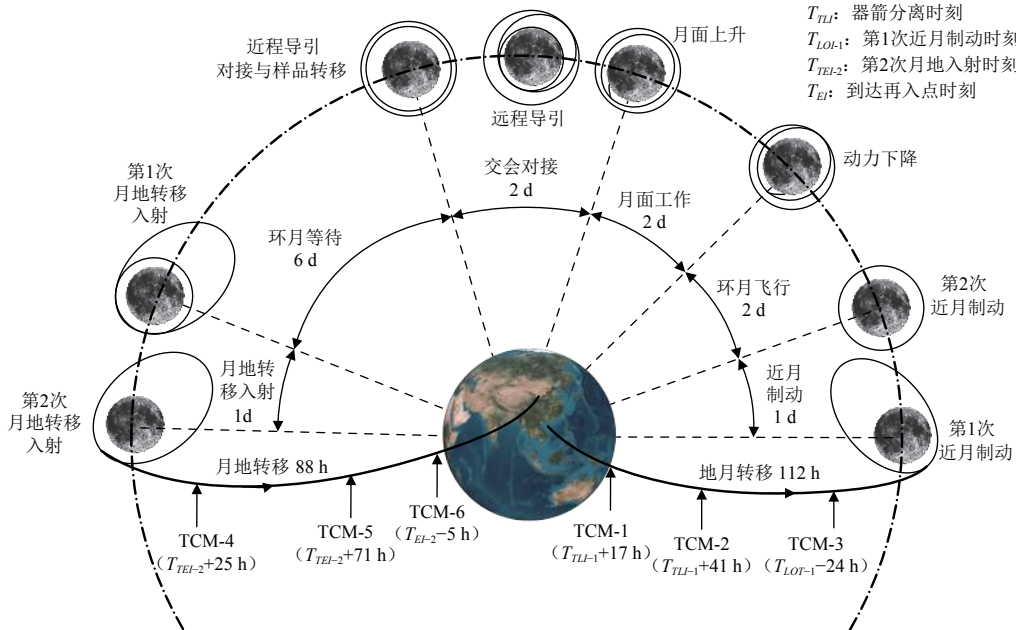 T_TLI：器箭分离时刻
T_LOI-1：第1次近月制动时刻
T_TEI-2：第2次月地入射时刻
T_EI：到达再入点时刻
近程导引
对接与样品转移
远程导引
月面上升
动力下降
第1次
月地转移
入射
交会对接
2 d
月面工作
2 d
环月等待
6 d
环月飞行
2 d
第2次
近月制动
月地转
移入射
1d
近月
制动
1 d
第2次
月地转移
入射
第1次
近月制动
月地转移 88 h
地月转移 112 h
TCM-4
（T_TEI−2+25 h）
TCM-5
（T_TEI−2+71 h）
TCM-6
（T_EI−2−5 h）
TCM-1
（T_TLI−1+17 h）
TCM-2
（T_TLI−1+41 h）
TCM-3
（T_LOT−1−24 h）